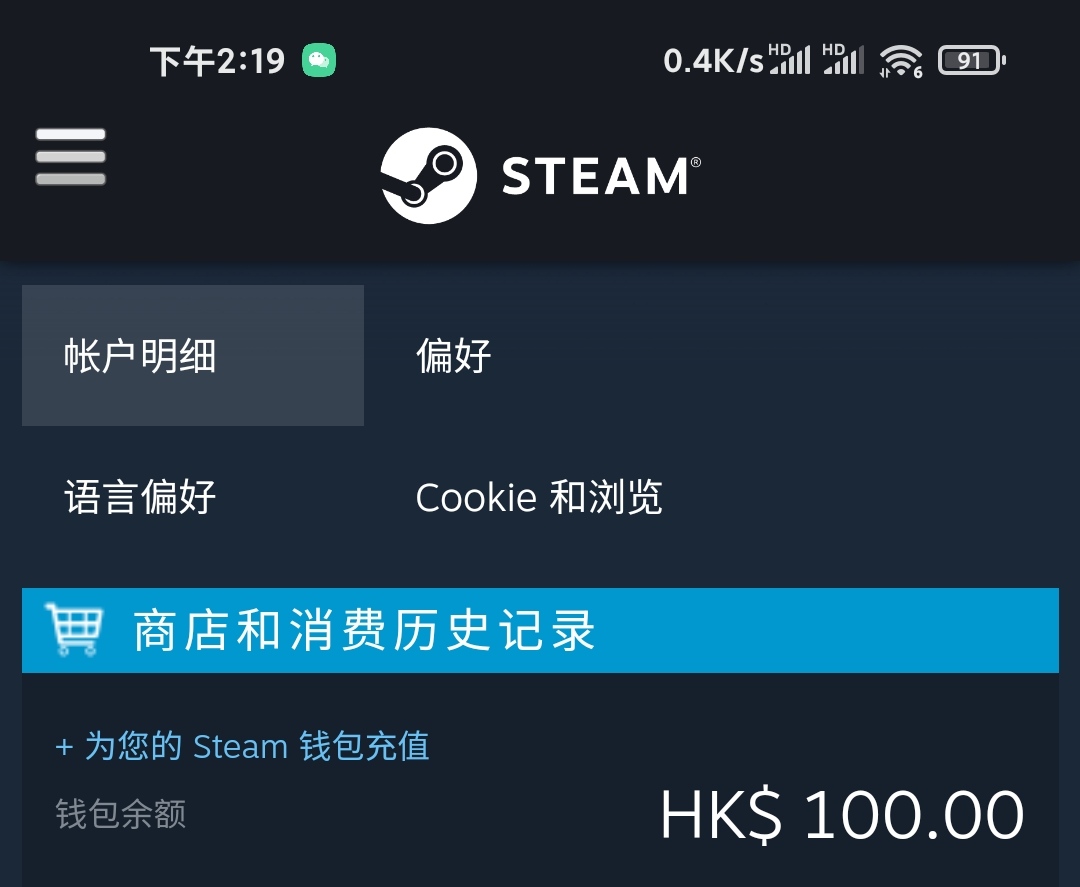 下午2:19 0.4K/s HD HD 6 91
STEAM®
帐户明细 偏好
语言偏好 Cookie 和浏览
商店和消费历史记录
+ 为您的 Steam 钱包充值
钱包余额 HK$ 100.00